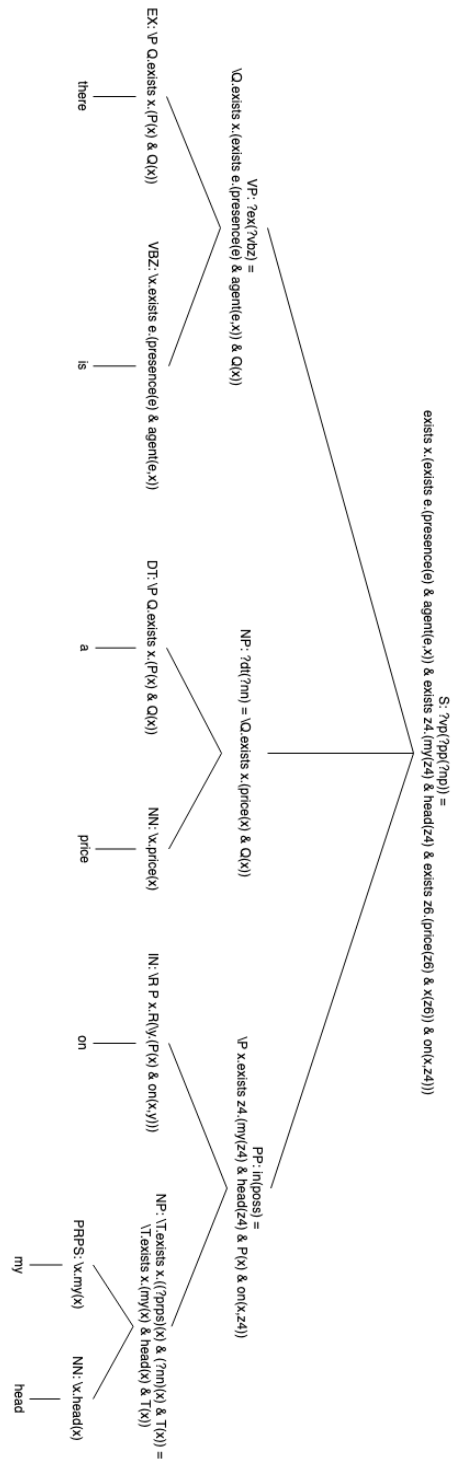 S: ?vp(?pp(?np)) =
exists x.(exists e.(presence(e) & agent(e,x)) & exists z4.(my(z4) & head(z4) & exists z6.(price(z6) & x(z6)) & on(x,z4)))
VP: ?ex(?vbz) =
\Q.exists x.(exists e.(presence(e) & agent(e,x)) & Q(x))
NP: ?dt(?nn) = \Q.exists x.(price(x) & Q(x))
PP: in(poss) =
\P x.exists z4.(my(z4) & head(z4) & P(x) & on(x,z4))
EX: \P Q.exists x.(P(x) & Q(x))
VBZ: \x.exists e.(presence(e) & agent(e,x))
DT: \P Q.exists x.(P(x) & Q(x))
NN: \x.price(x)
IN: \R P x.R(\y.(P(x) & on(x,y)))
NP: \T.exists x.((?prps)(x) & (?nn)(x) & T(x)) =
\T.exists x.(my(x) & head(x) & T(x))
PRPS: \x.my(x)
NN: \x.head(x)
there
is
a
price
on
my
head